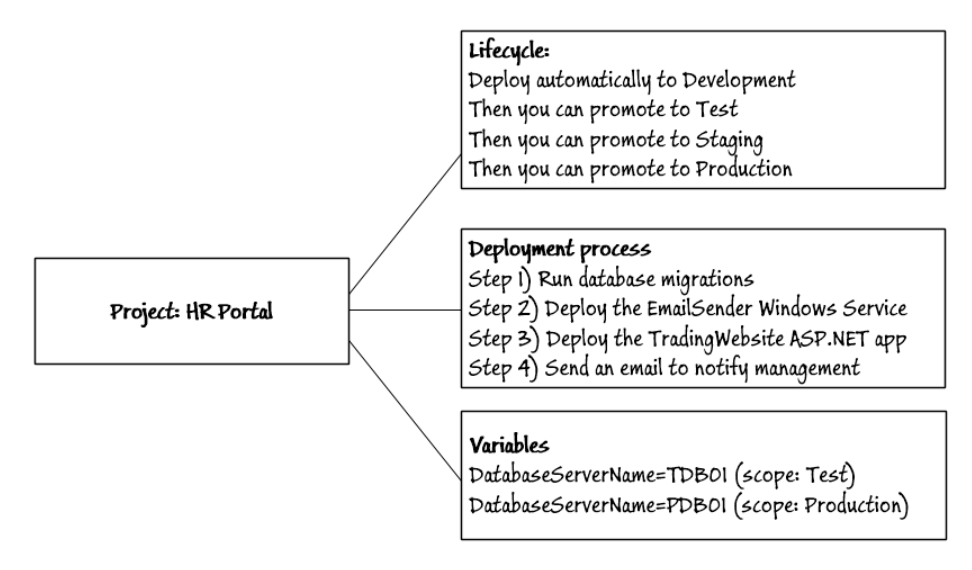 Project: HR Portal
Lifecycle:
Deploy automatically to Development
Then you can promote to Test
Then you can promote to Staging
Then you can promote to Production
Deployment process
Step 1) Run database migrations
Step 2) Deploy the EmailSender Windows Service
Step 3) Deploy the TradingWebsite ASP.NET app
Step 4) Send an email to notify management
Variables
DatabaseServerName=TDB01 (scope: Test)
DatabaseServerName=PDB01 (scope: Production)